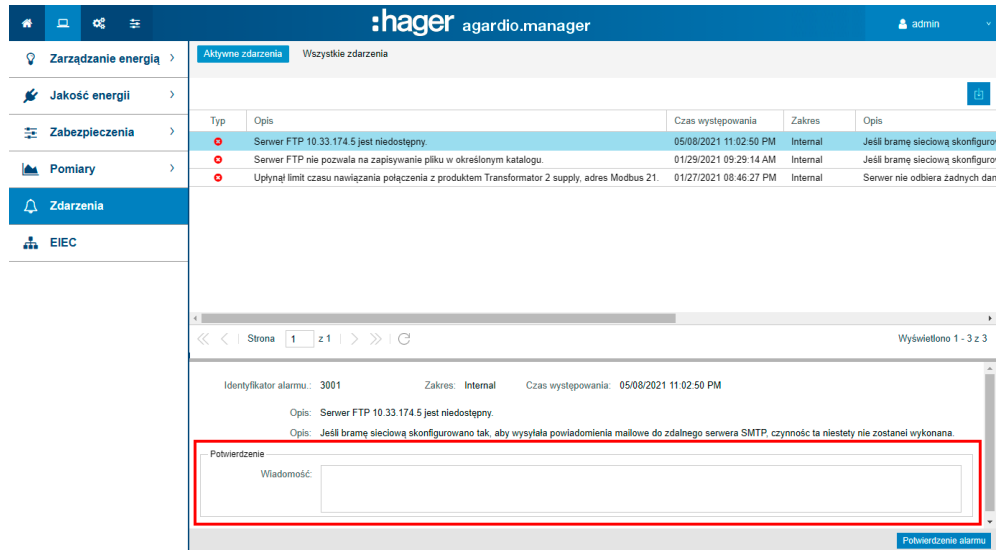 :hager agardio.manager
admin
Zarządzanie energią
Jakość energii
Zabezpieczenia
Pomiary
Zdarzenia
EIEC
Aktywne zdarzenia Wszystkie zdarzenia
Typ Opis Czas występowania Zakres Opis
Serwer FTP 10.33.174.5 jest niedostępny. 05/08/2021 11:02:50 PM Internal Jeśli bramę sieciową skonfigurow
Serwer FTP nie pozwala na zapisywanie pliku w określonym katalogu. 01/29/2021 09:29:14 AM Internal Jeśli bramę sieciową skonfigurow
Upłynął limit czasu nawiązania połączenia z produktem Transformator 2 supply, adres Modbus 21. 01/27/2021 08:46:27 PM Internal Serwer nie odbiera żadnych dan
Strona 1 z 1 Wyświetlono 1 - 3 z 3
Identyfikator alarmu.: 3001 Zakres: Internal Czas występowania: 05/08/2021 11:02:50 PM
Opis: Serwer FTP 10.33.174.5 jest niedostępny.
Opis: Jeśli bramę sieciową skonfigurowano tak, aby wysyłała powiadomienia mailowe do zdalnego serwera SMTP, czynnośc ta niestety nie zostanei wykonana.
Potwierdzenie
Wiadomość:
Potwierdzenie alarmu